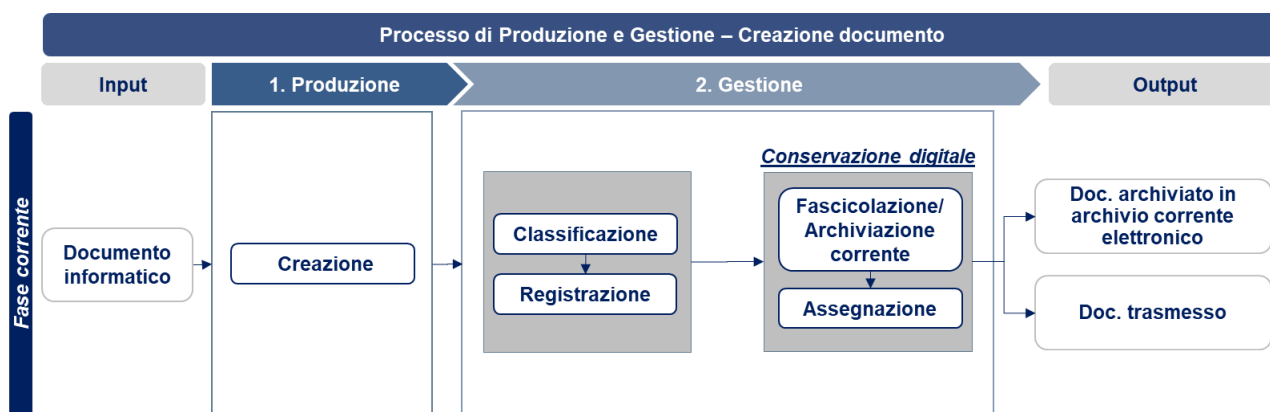 Processo di Produzione e Gestione – Creazione documento
Input
1. Produzione
2. Gestione
Output
Fase corrente
Documento
informatico
Creazione
Classificazione
Registrazione
Conservazione digitale
Fascicolazione/
Archiviazione
corrente
Assegnazione
Doc. archiviato in
archivio corrente
elettronico
Doc. trasmesso